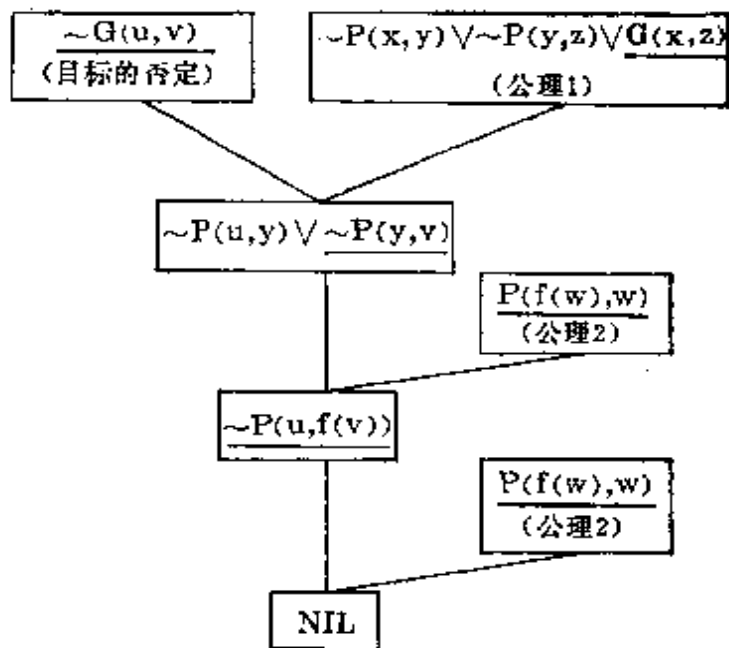 ~G(u,v)
(目标的否定)
~P(x,y)∨~P(y,z)∨G(x,z)
(公理1)
~P(u,y)∨~P(y,v)
P(f(w),w)
(公理2)
~P(u,f(v))
P(f(w),w)
(公理2)
NIL